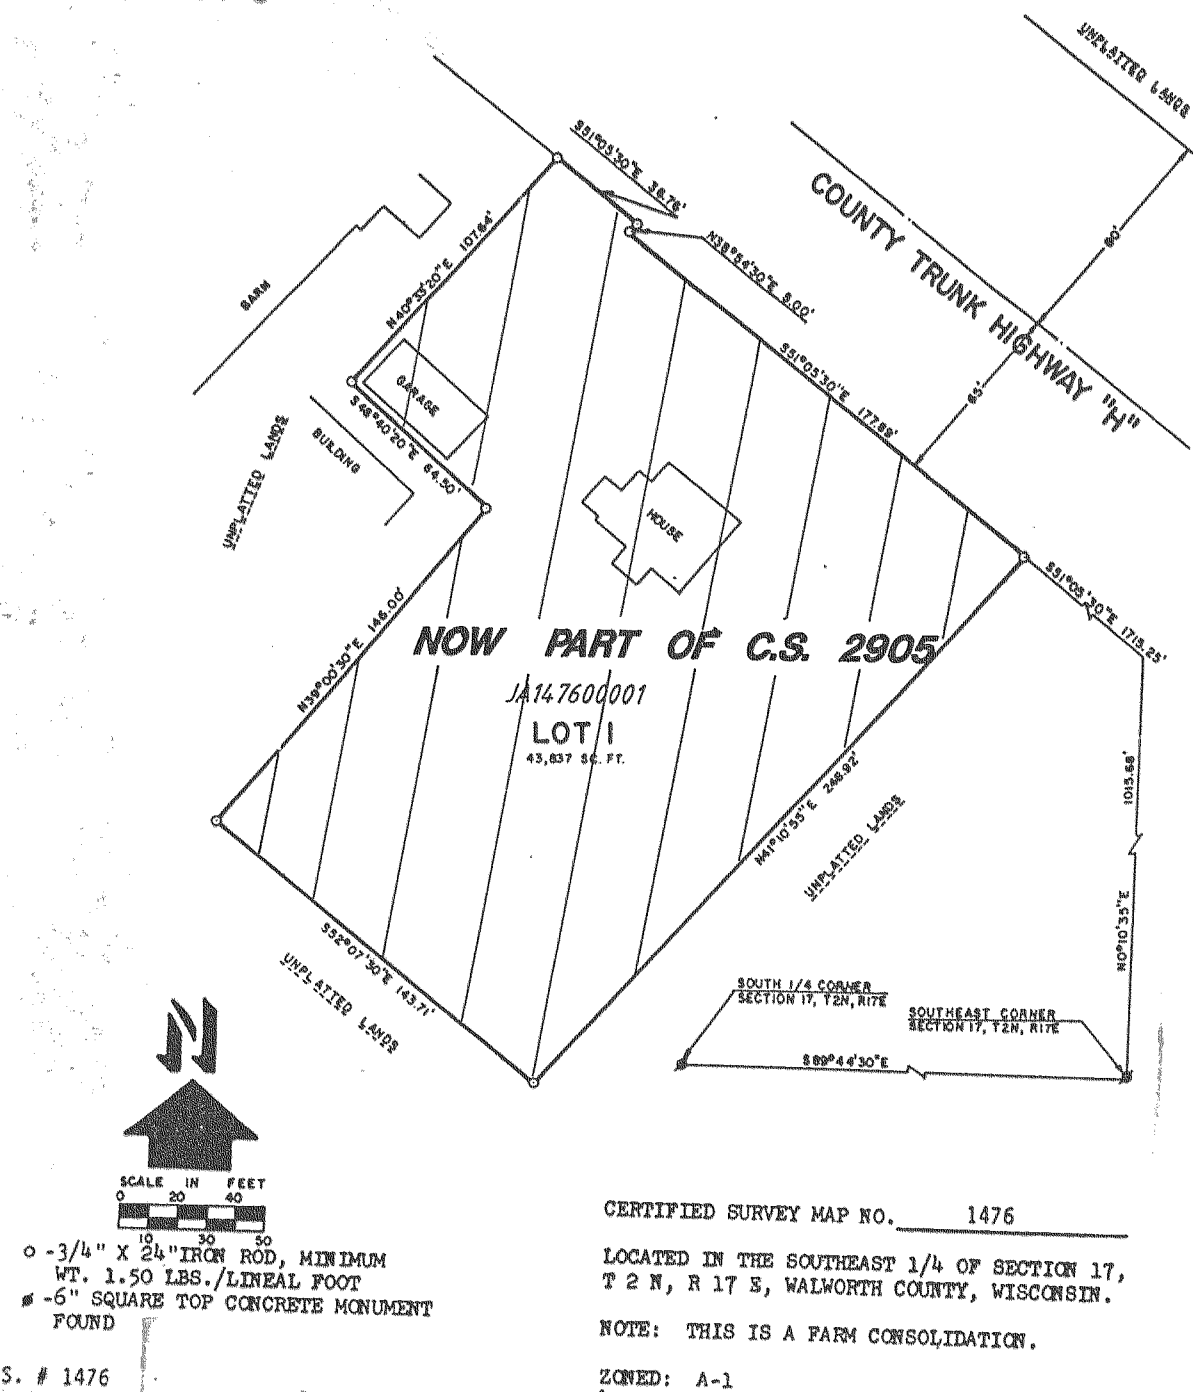 UNPLATTED LANDS
S51°05'30"E 38.76'
COUNTY TRUNK HIGHWAY "H"
60'
N38°54'30"E 5.00'
N40°33'20"E 107.64'
BARN
S51°05'30"E 177.89'
65'
GARAGE
S48°40'20"E 64.50'
BUILDING
UNPLATTED LANDS
HOUSE
S51°05'30"E 1715.25'
N39°00'30"E 146.00'
NOW PART OF C.S. 2905
JA147600001
LOT 1
43,837 SQ. FT.
1015.68'
N41°10'55"E 248.92'
UNPLATTED LANDS
N0°10'35"E
S52°07'30"E 143.71'
UNPLATTED LANDS
SOUTH 1/4 CORNER
SECTION 17, T2N, R17E
SOUTHEAST CORNER
SECTION 17, T2N, R17E
S89°44'30"E
N
SCALE IN FEET
0 20 40
10 30 50
O -3/4" X 24"IRON ROD, MINIMUM
WT. 1.50 LBS./LINEAL FOOT
-6" SQUARE TOP CONCRETE MONUMENT
FOUND
S. # 1476
CERTIFIED SURVEY MAP NO. 1476
LOCATED IN THE SOUTHEAST 1/4 OF SECTION 17,
T 2 N, R 17 E, WALWORTH COUNTY, WISCONSIN.
NOTE: THIS IS A FARM CONSOLIDATION.
ZONED: A-1